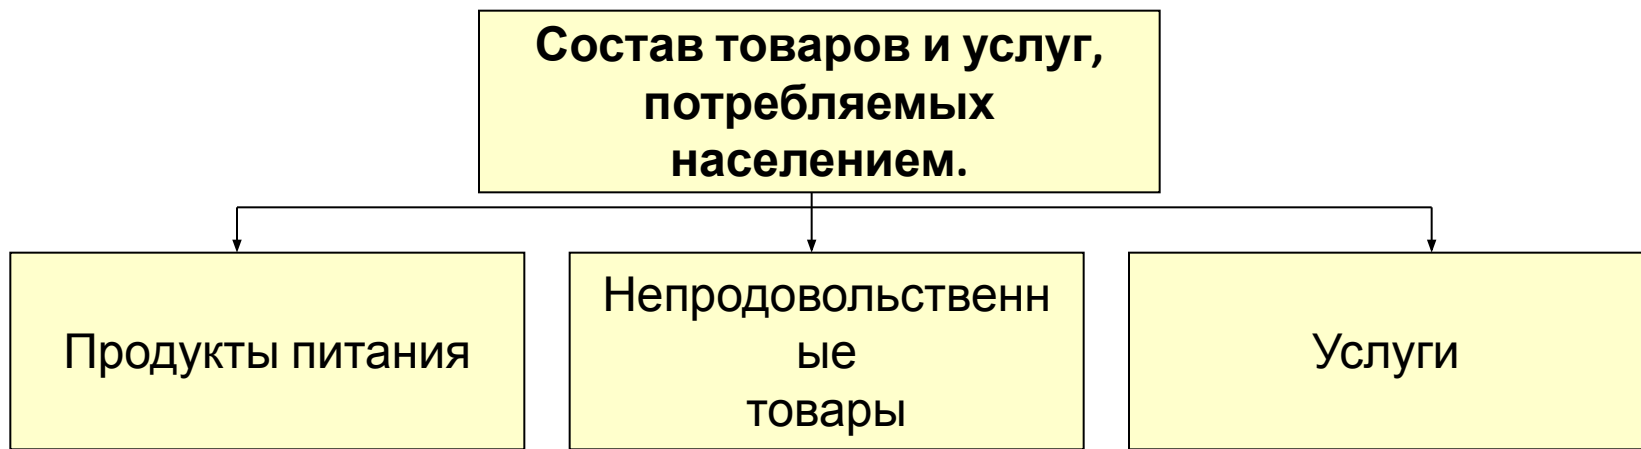 Состав товаров и услуг,
потребляемых
населением.
Продукты питания
Непродовольственн
ые
товары
Услуги